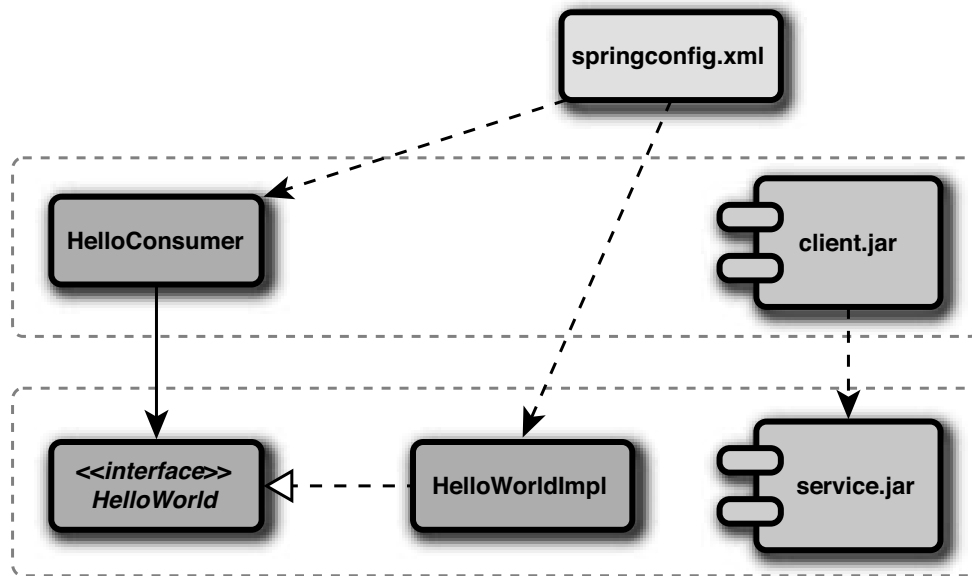 springconfig.xml
HelloConsumer
client.jar
<<interface>>
HelloWorld
HelloWorldImpl
service.jar